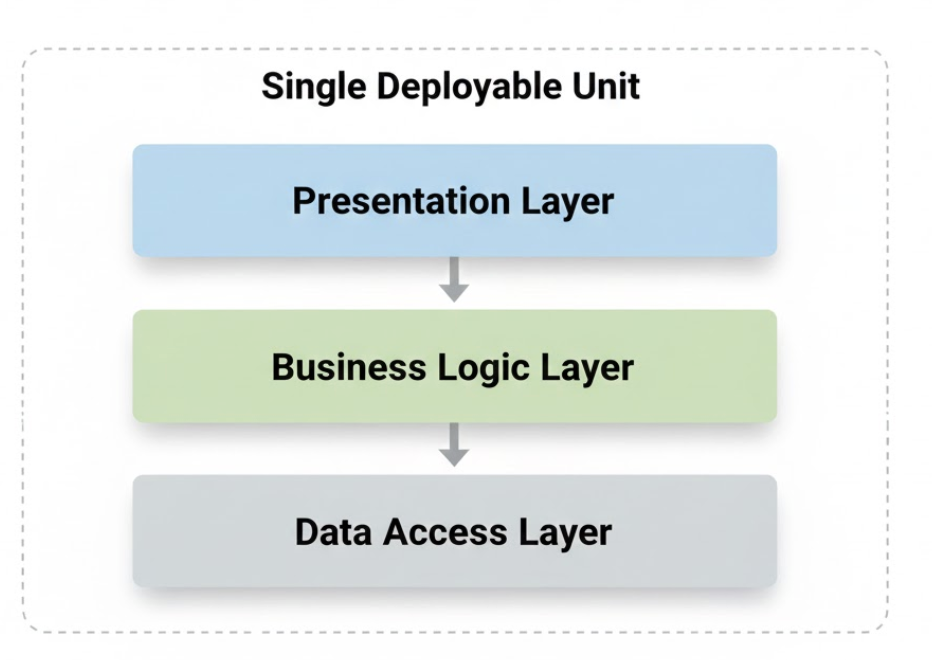 Single Deployable Unit
Presentation Layer
Business Logic Layer
Data Access Layer